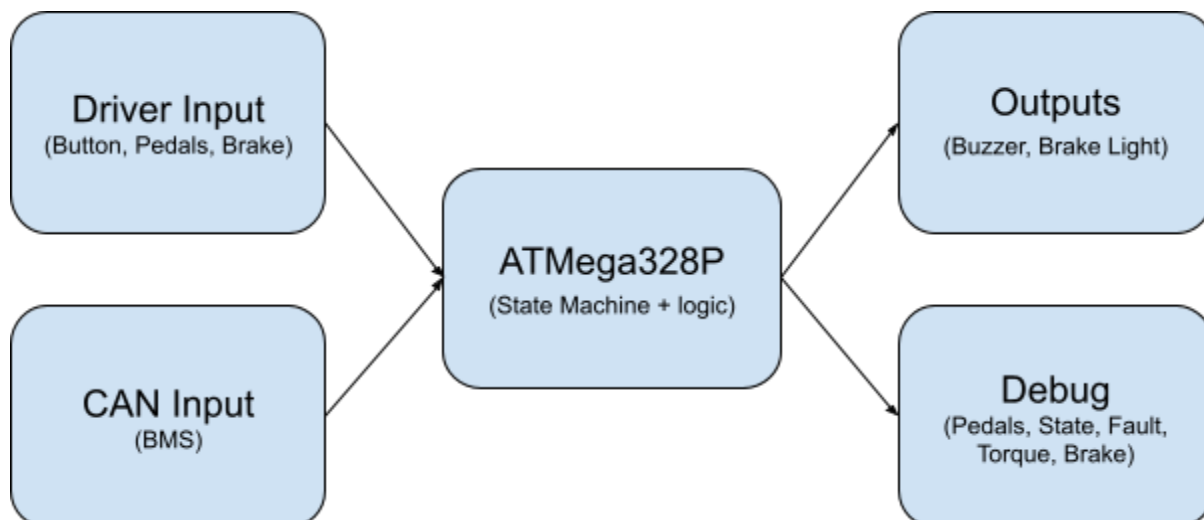 Driver Input
(Button, Pedals, Brake)
CAN Input
(BMS)
ATMega328P
(State Machine + logic)
Outputs
(Buzzer, Brake Light)
Debug
(Pedals, State, Fault,
Torque, Brake)